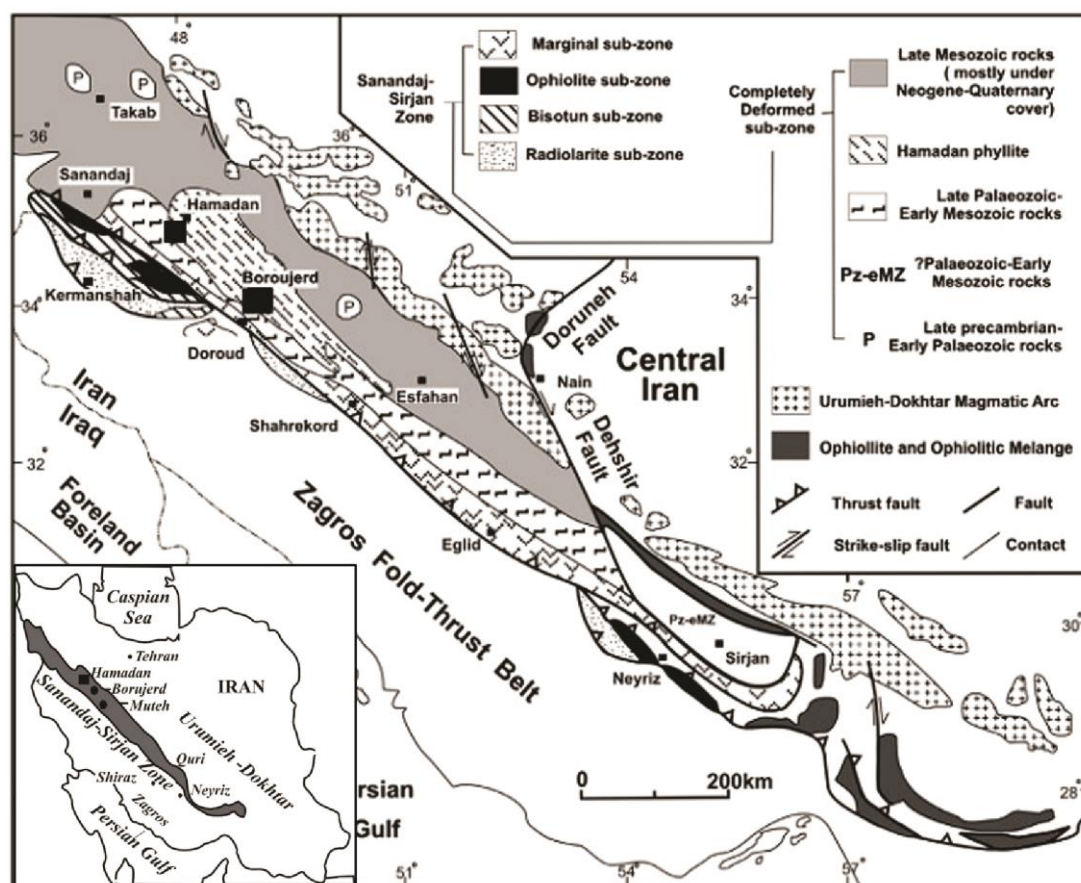 48
P
P
Takab
36
Sanandaj
Hamadan
Boroujerd
Kermanshah
34
P
Doroud
Esfahan
Shahrekord
Iran
Iraq
32
Foreland
Basin
Eglid
Zagros Fold-Thrust Belt
36
51
54
34
Doruneh
Fault
Central
Iran
Nain
Dehshir
Fault
32
Pz-eMZ
Sirjan
Neyriz
57
30
0 200km
28
rsian
Gulf
51
54
57
Sanandaj-
Sirjan
Zone
Marginal sub-zone
Ophiolite sub-zone
Bisotun sub-zone
Radiolarite sub-zone
Completely
Deformed
sub-zone
Late Mesozoic rocks
( mostly under
Neogene-Quaternary
cover)
Hamadan phyllite
Late Palaeozoic-
Early Mesozoic rocks
Pz-eMZ ?Palaeozoic-Early
Mesozoic rocks
P Late precambrian-
Early Palaeozoic
rocks
Urumieh-Dokhtar Magmatic Arc
Ophiollite and Ophiolitic Melange
Thrust fault
Fault
Strike-slip fault
Contact
Caspian
Sea
Tehran
Hamadan
Borujerd
Muteh
IRAN
Sanandaj-Sirjan Zone
Urumieh -Dokhtar
Quri
Shiraz
Neyriz
Zagros
Persian Gulf